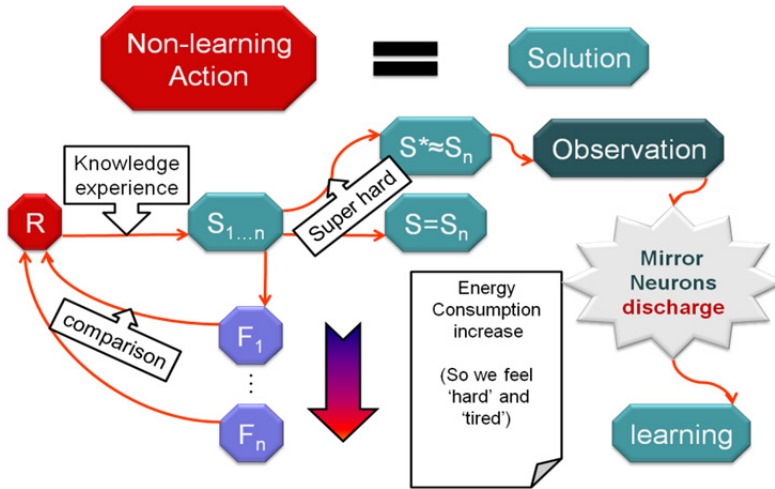 Non-learning
Action
Solution
Knowledge
experience
R
S1...n
Super hard
S*≈Sn
S=Sn
Observation
Mirror
Neurons
discharge
learning
comparison
F1
⋮
Fn
Energy
Consumption
increase
(So we feel
‘hard’ and
‘tired’)